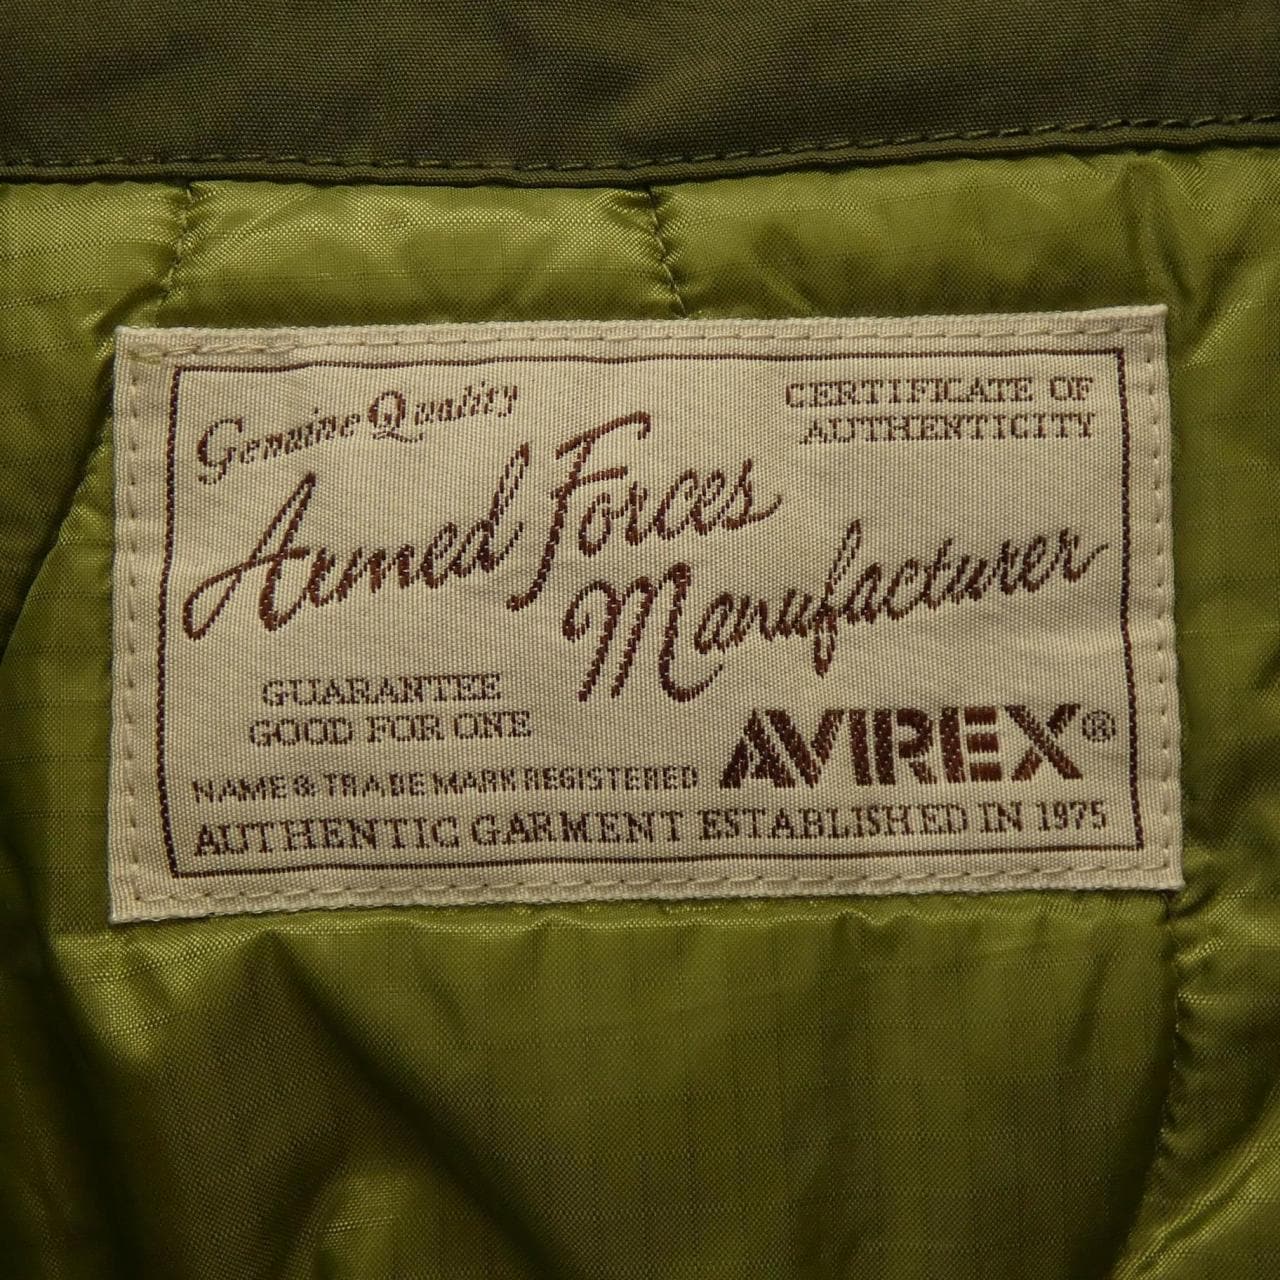 Genuine Quality
CERTIFICATE OF
AUTHENTICITY
Armed Forces
Manufacturer
GUARANTEE
GOOD FOR ONE
AVIREX®
NAME & TRADE MARK REGISTERED
AUTHENTIC GARMENT ESTABLISHED IN 1975